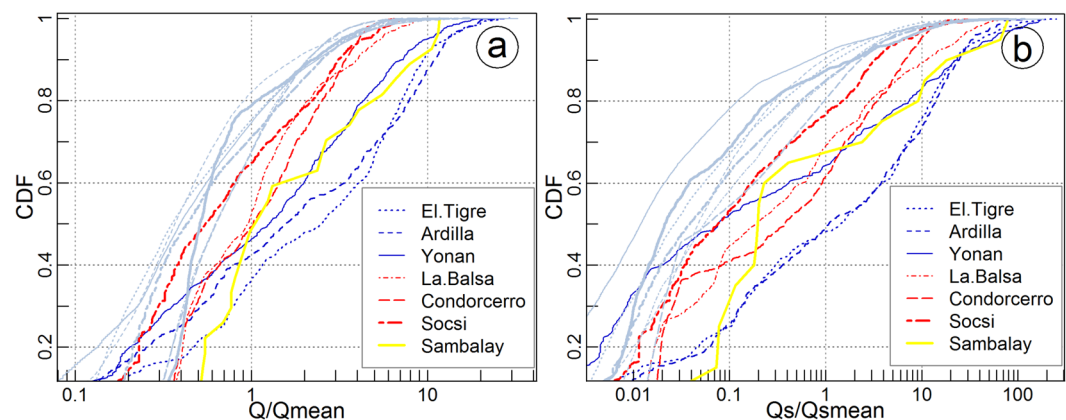 a
CDF
1
0.8
0.6
0.4
0.2
El.Tigre
Ardilla
Yonan
La.Balsa
Condorcerro
Socsi
Sambalay
0.1
1
10
Q/Qmean
b
CDF
1
0.8
0.6
0.4
0.2
El.Tigre
Ardilla
Yonan
La.Balsa
Condorcerro
Socsi
Sambalay
0.01
0.1
1
10
100
Qs/Qsmean